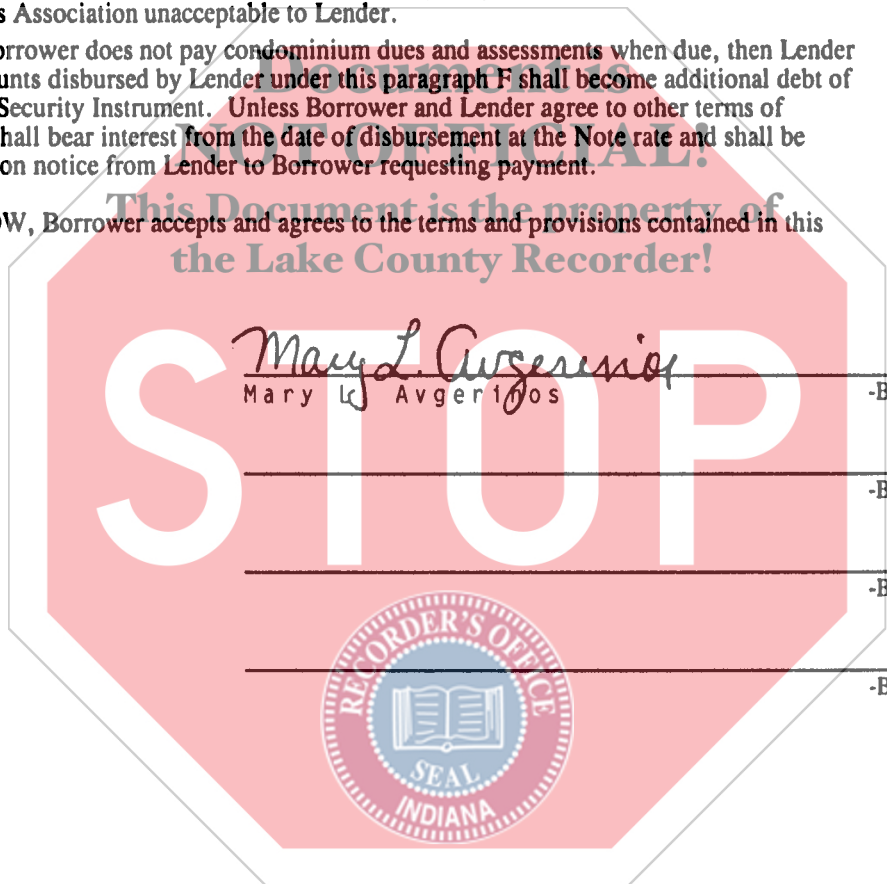 s Association unacceptable to Lender.
orrower does not pay condominium dues and assessments when due, then Lender
unts disbursed by Lender under this paragraph F shall become additional debt of
Security Instrument. Unless Borrower and Lender agree to other terms of
hall bear interest from the date of disbursement at the Note rate and shall be
on notice from Lender to Borrower requesting payment.
OW, Borrower accepts and agrees to the terms and provisions contained in this
Document is
NOT OFFICIAL!
This Document is the property of
the Lake County Recorder!
STOP
Mary L. Avgerinos
Mary L Avgerinos
-B
-B
-B
-B
RECORDER'S OFFICE
SEAL
INDIANA